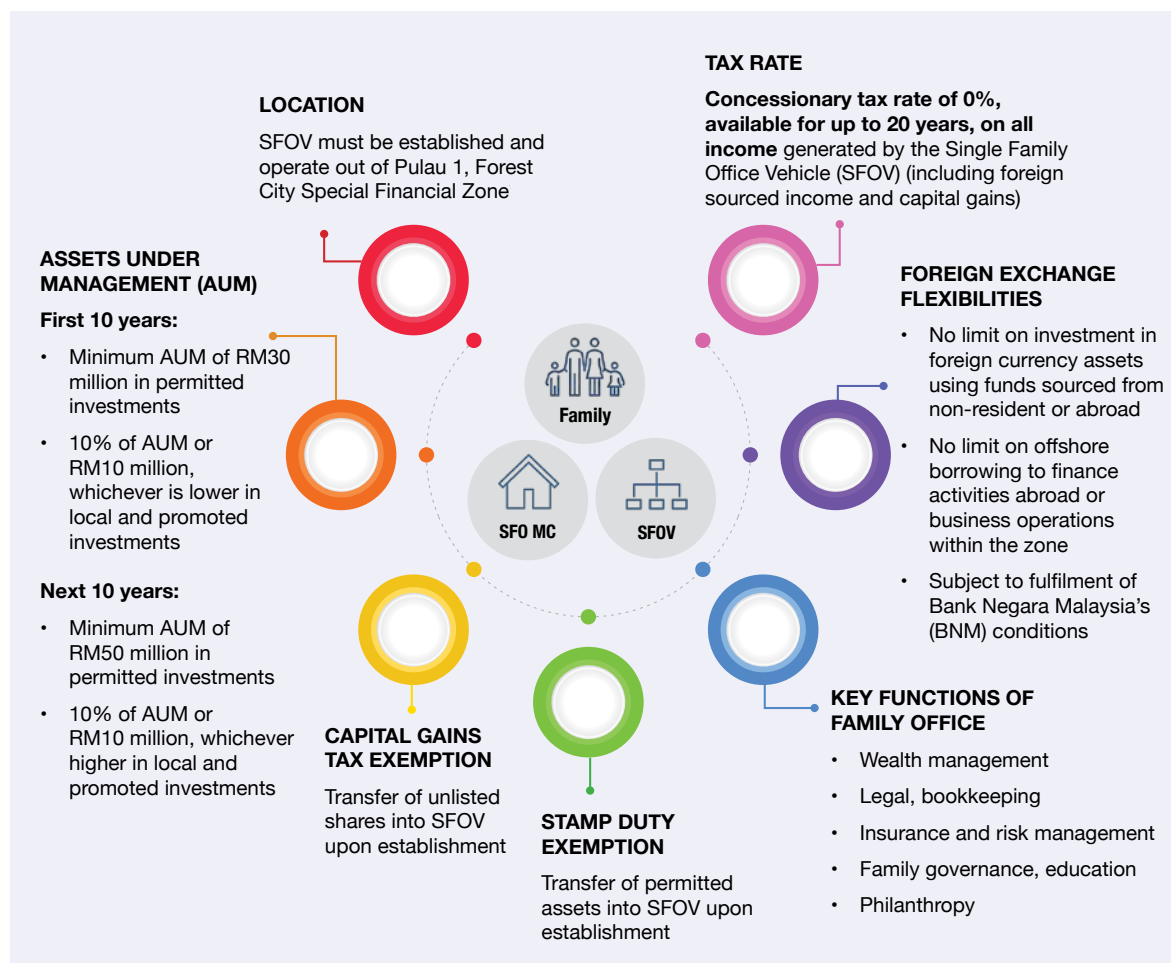 LOCATION
SFOV must be established and
operate out of Pulau 1, Forest
City Special Financial Zone
TAX RATE
Concessionary tax rate of 0%,
available for up to 20 years, on all
income generated by the Single Family
Office Vehicle (SFOV) (including foreign
sourced income and capital gains)
ASSETS UNDER
MANAGEMENT (AUM)
First 10 years:
• Minimum AUM of RM30
million in permitted
investments
• 10% of AUM or
RM10 million,
whichever is lower in
local and promoted
investments
Next 10 years:
• Minimum AUM of
RM50 million in
permitted investments
• 10% of AUM or
RM10 million, whichever
higher in local and
promoted investments
Family
SFO MC
SFOV
FOREIGN EXCHANGE
FLEXIBILITIES
• No limit on investment in
foreign currency assets
using funds sourced from
non-resident or abroad
• No limit on offshore
borrowing to finance
activities abroad or
business operations
within the zone
• Subject to fulfilment of
Bank Negara Malaysia's
(BNM) conditions
CAPITAL GAINS
TAX EXEMPTION
Transfer of unlisted
shares into SFOV
upon establishment
STAMP DUTY
EXEMPTION
Transfer of permitted
assets into SFOV upon
establishment
KEY FUNCTIONS OF
FAMILY OFFICE
• Wealth management
• Legal, bookkeeping
• Insurance and risk management
• Family governance, education
• Philanthropy